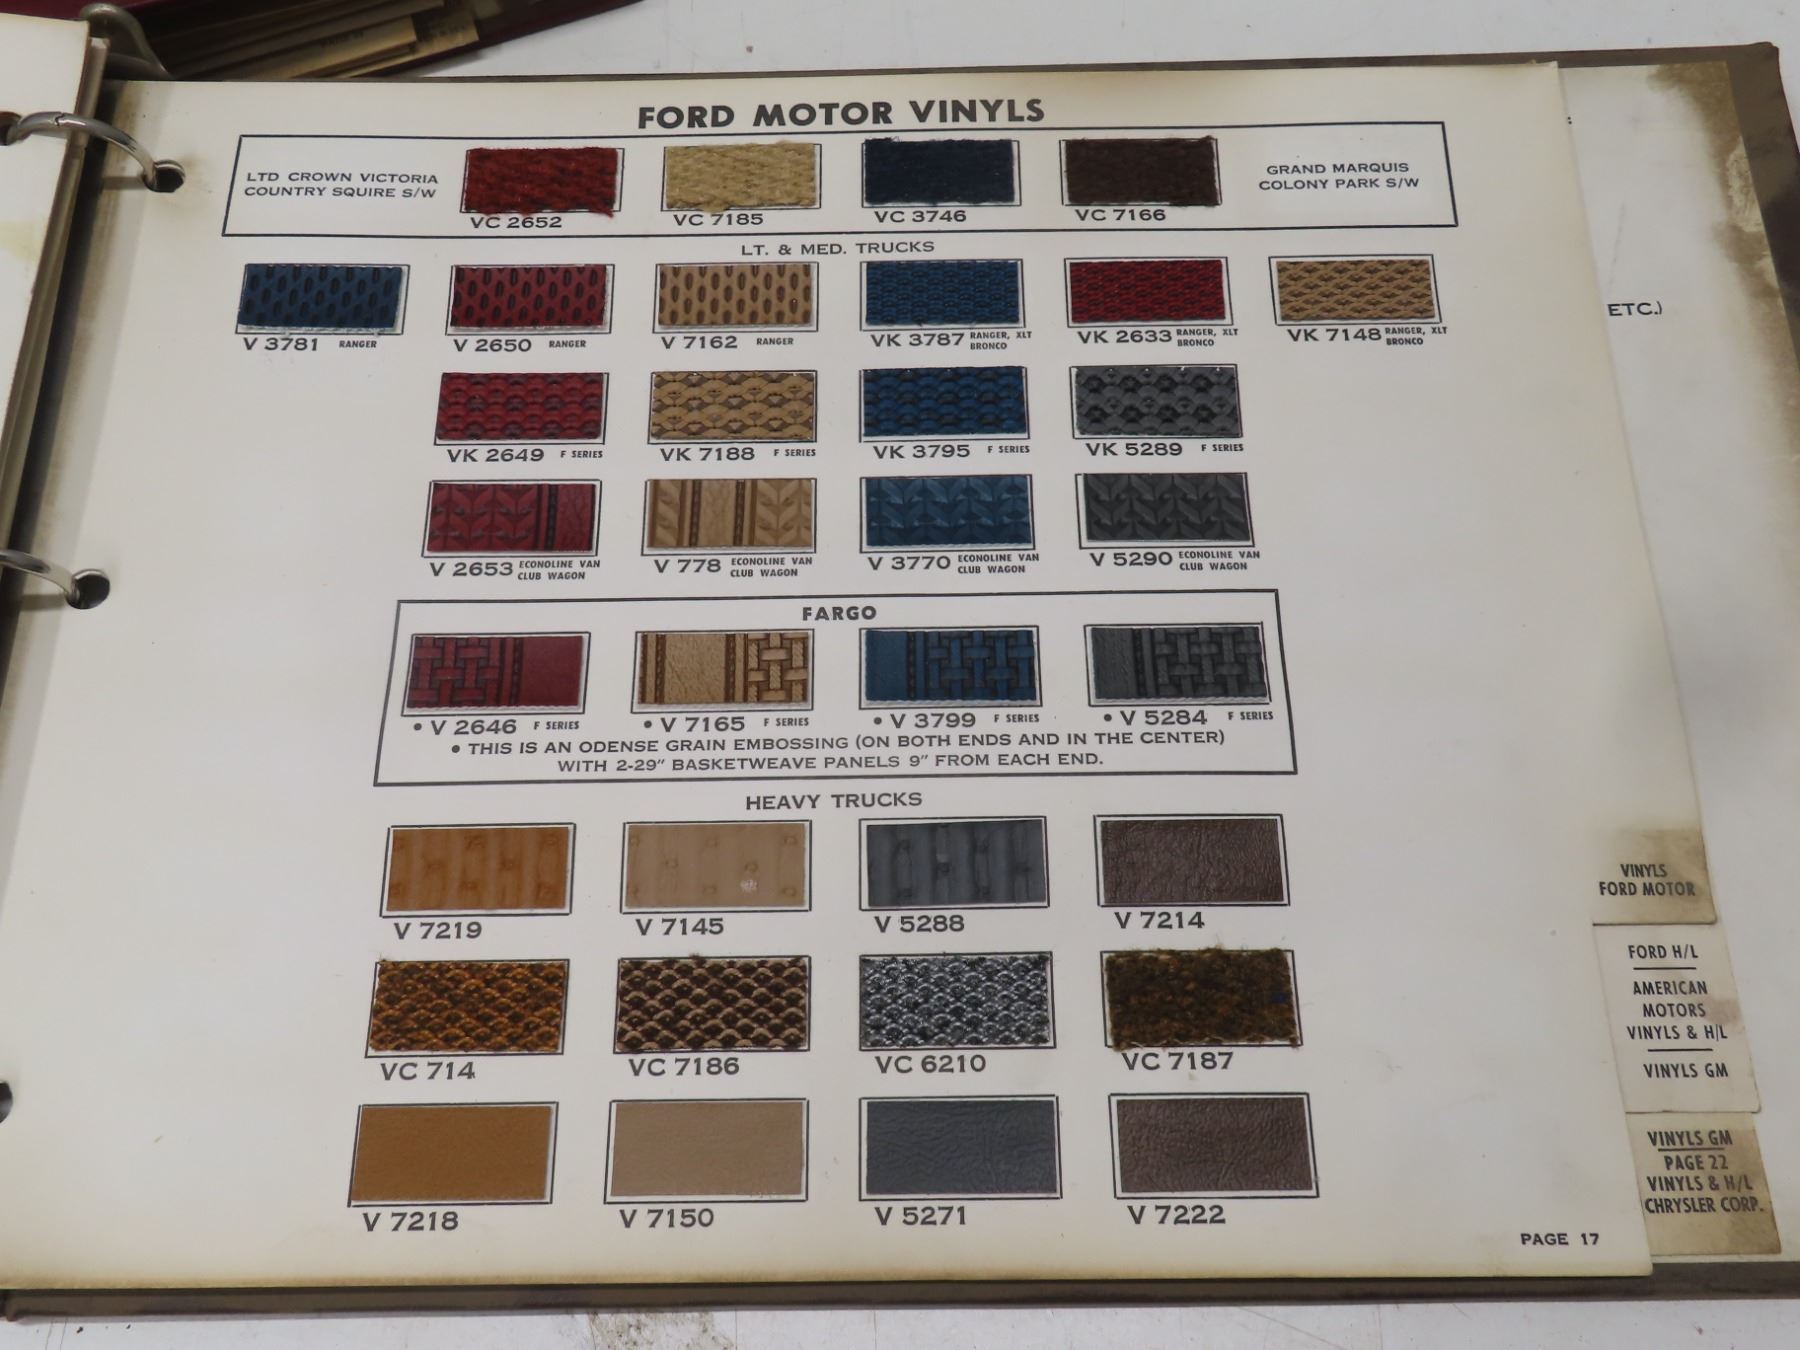 FORD MOTOR VINYLS
LTD CROWN VICTORIA
COUNTRY SQUIRE S/W
VC 2652
VC 7185
VC 3746
VC 7166
GRAND MARQUIS
COLONY PARK S/W
LT. & MED. TRUCKS
V 3781 RANGER
V 2650 RANGER
V 7162 RANGER
VK 3787 RANGER, XLT
BRONCO
VK 2633 RANGER, XLT
BRONCO
VK 7148 RANGER, XLT
BRONCO
VK 2649 F SERIES
VK 7188 F SERIES
VK 3795 F SERIES
VK 5289 F SERIES
V 2653 ECONOLINE VAN
CLUB WAGON
V 778 ECONOLINE VAN
CLUB WAGON
V 3770 ECONOLINE VAN
CLUB WAGON
V 5290 ECONOLINE VAN
CLUB WAGON
FARGO
• V 2646 F SERIES
• V 7165 F SERIES
• V 3799 F SERIES
• V 5284 F SERIES
• THIS IS AN ODENSE GRAIN EMBOSSING (ON BOTH ENDS AND IN THE CENTER)
WITH 2-29" BASKETWEAVE PANELS 9" FROM EACH END.
HEAVY TRUCKS
V 7219
V 7145
V 5288
V 7214
VC 714
VC 7186
VC 6210
VC 7187
V 7218
V 7150
V 5271
V 7222
PAGE 17
ETC.)
VINYLS
FORD MOTOR
FORD H/L
AMERICAN
MOTORS
VINYLS & H/L
VINYLS GM
VINYLS GM
PAGE 22
VINYLS & H/L
CHRYSLER CORP.